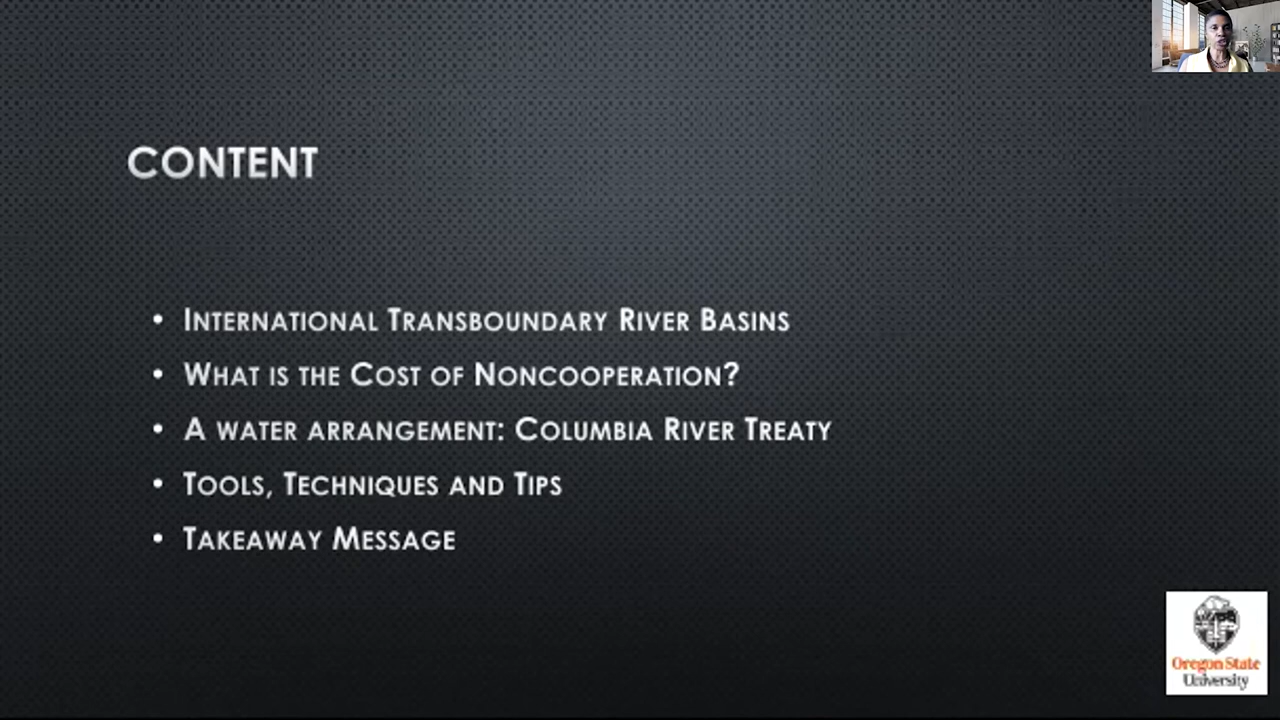 CONTENT
• INTERNATIONAL TRANSBOUNDARY RIVER BASINS
• WHAT IS THE COST OF NONCOOPERATION?
• A WATER ARRANGEMENT: COLUMBIA RIVER TREATY
• TOOLS, TECHNIQUES AND TIPS
• TAKEAWAY MESSAGE
Oregon State
University